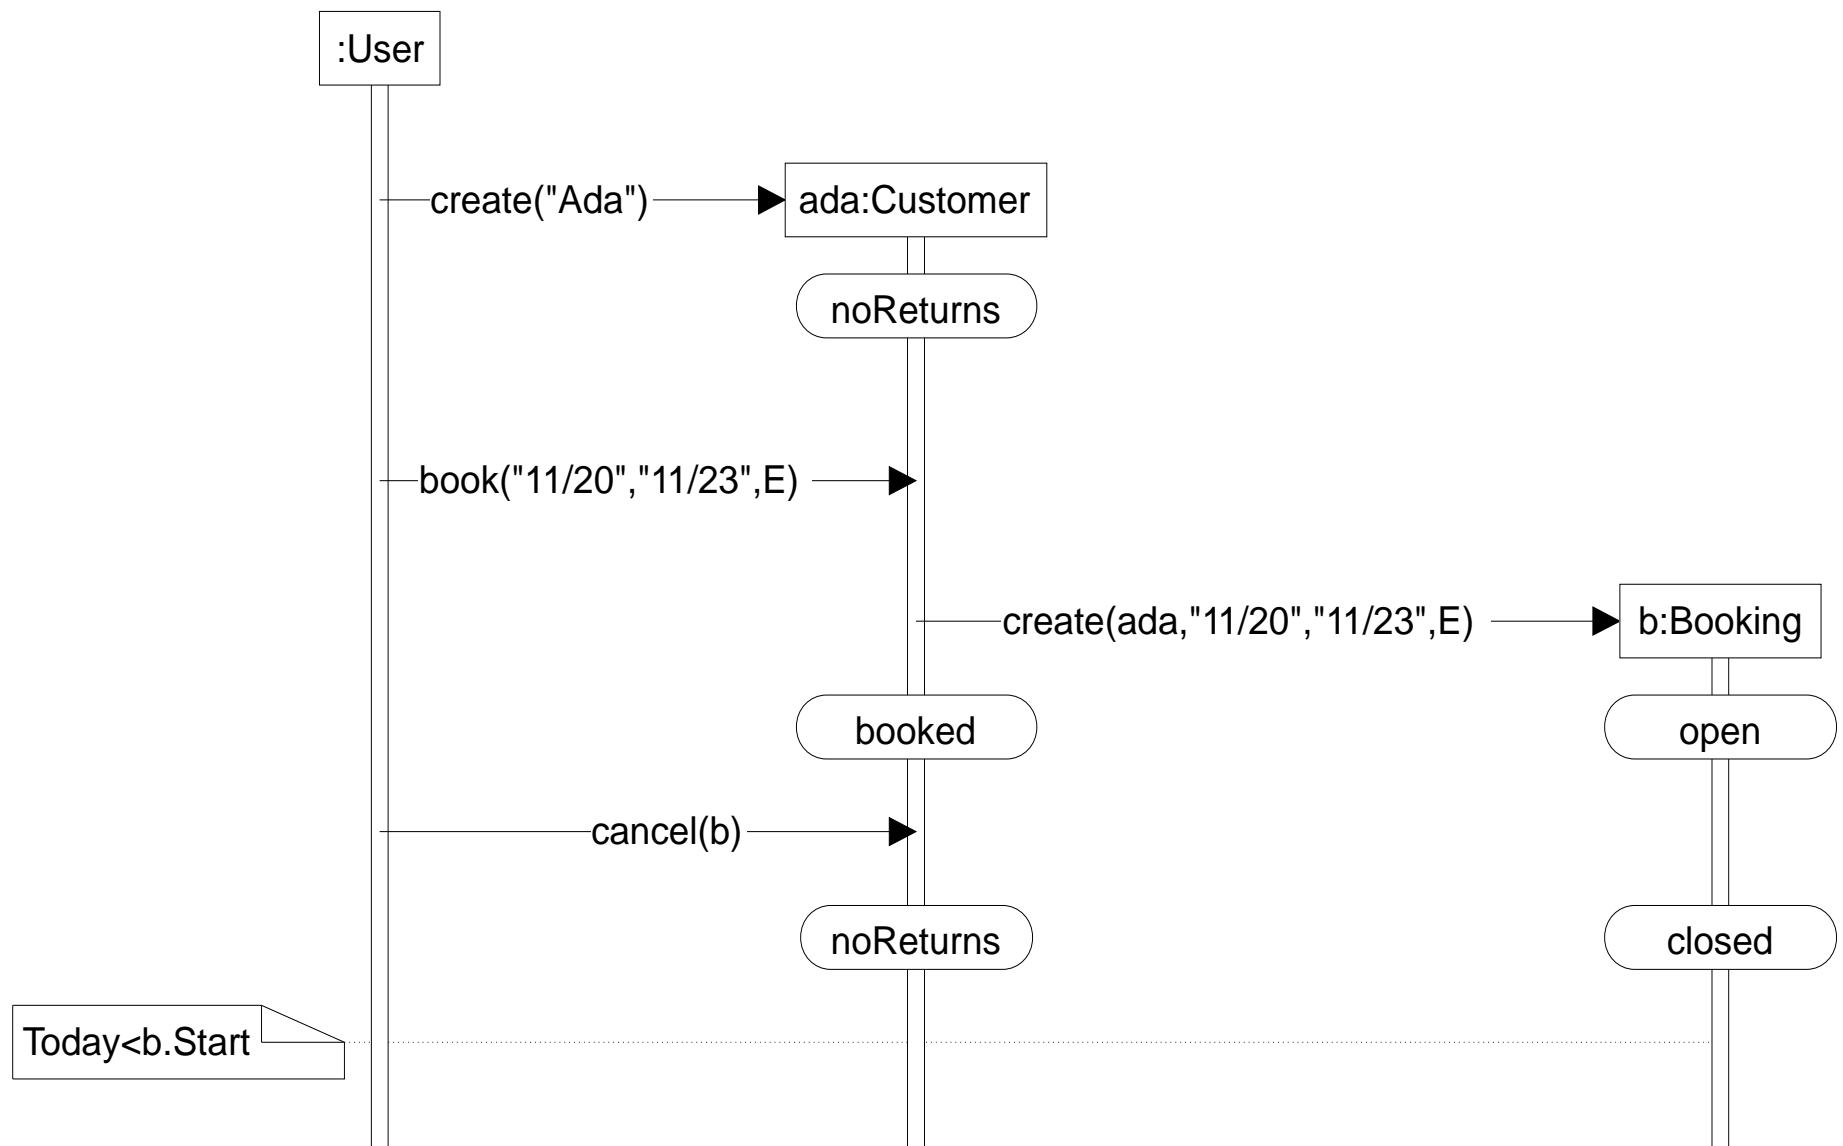 :User
create("Ada")
ada:Customer
noReturns
book("11/20","11/23",E)
create(ada,"11/20","11/23",E)
b:Booking
booked
open
cancel(b)
noReturns
closed
Today<b.Start